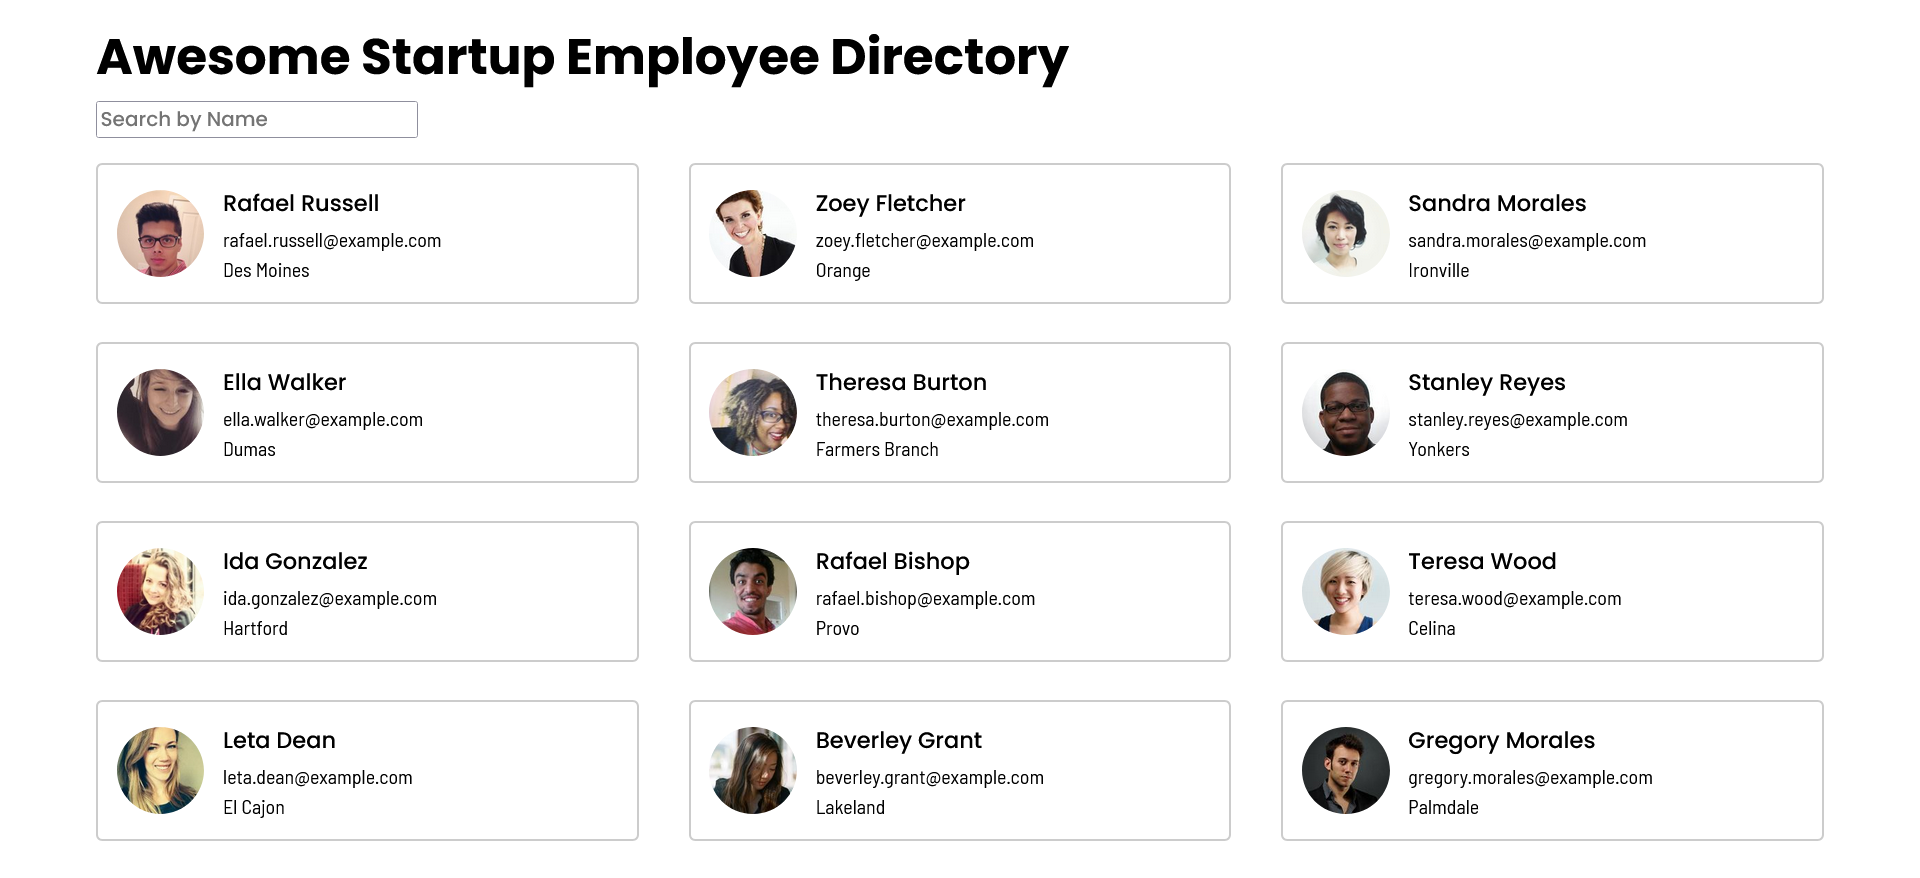 Awesome Startup Employee Directory
Search by Name
Rafael Russell
rafael.russell@example.com
Des Moines
Zoey Fletcher
zoey.fletcher@example.com
Orange
Sandra Morales
sandra.morales@example.com
Ironville
Ella Walker
ella.walker@example.com
Dumas
Theresa Burton
theresa.burton@example.com
Farmers Branch
Stanley Reyes
stanley.reyes@example.com
Yonkers
Ida Gonzalez
ida.gonzalez@example.com
Hartford
Rafael Bishop
rafael.bishop@example.com
Provo
Teresa Wood
teresa.wood@example.com
Celina
Leta Dean
leta.dean@example.com
El Cajon
Beverley Grant
beverley.grant@example.com
Lakeland
Gregory Morales
gregory.morales@example.com
Palmdale